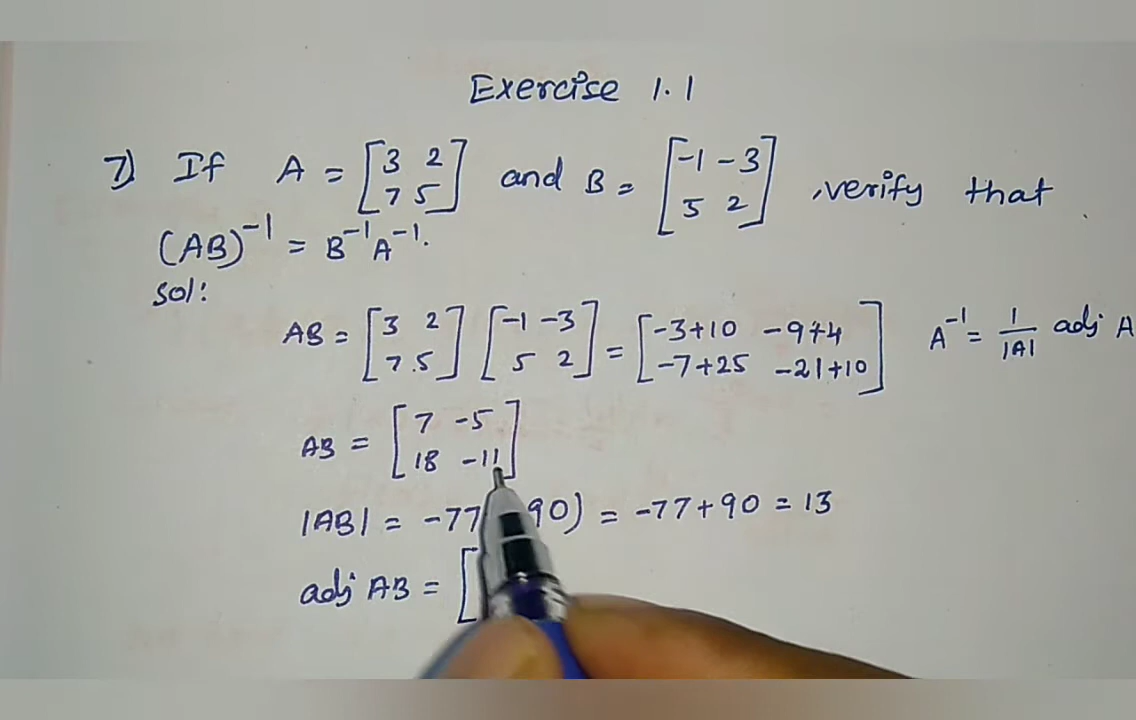 Exercise 1.1
7) If A = [3 2 7 5] and B = [-1 -3 5 2], verify that
(AB)^-1 = B^-1 A^-1.
Sol:
AB = [3 2 7 5] [-1 -3 5 2] = [-3+10 -9+4 -7+25 -21+10] A^-1 = 1/|A| adj A
AB = [7 -5 18 -11]
|AB| = -77 90) = -77+90 = 13
adj AB = [